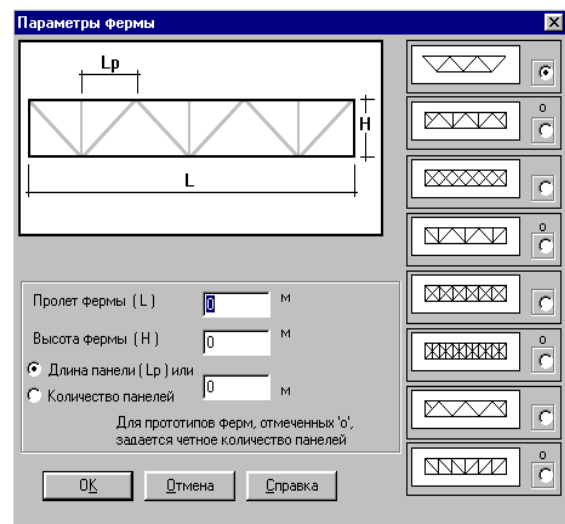 Параметры фермы
Lp
H
L
o
o
o
o
Пролет фермы ( L ) 0 м
Высота фермы ( H ) 0 м
Длина панели ( Lp ) или
Количество панелей 0 м
Для прототипов ферм, отмеченных 'o',
задается четное количество панелей
OK Отмена Справка